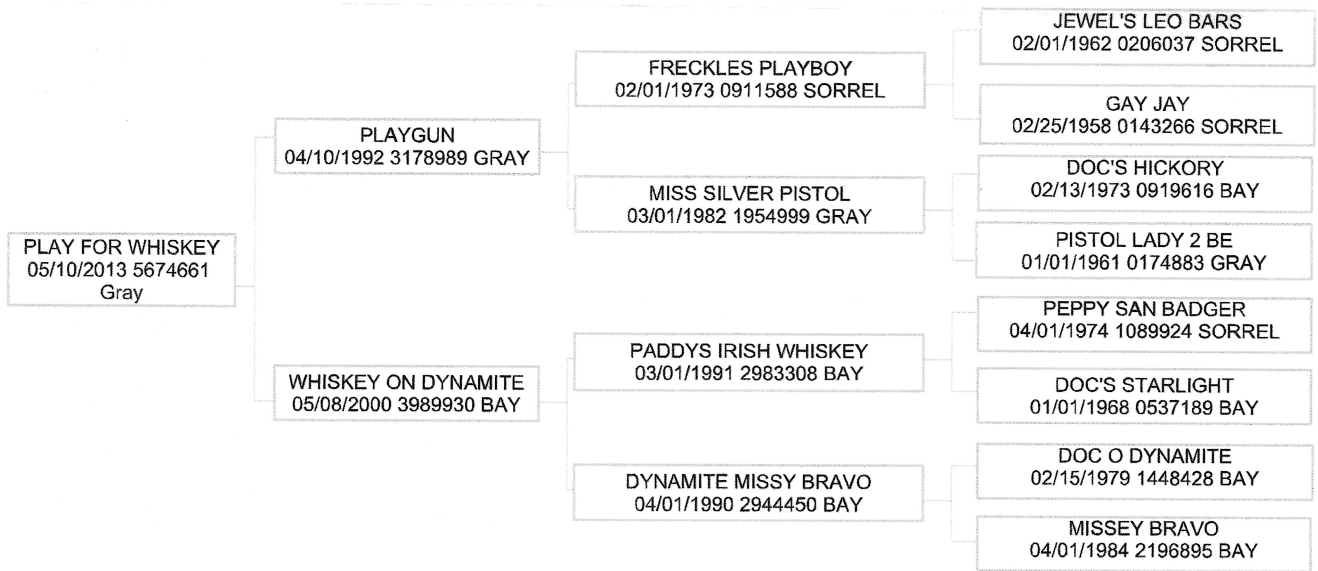 JEWEL'S LEO BARS
02/01/1962 0206037 SORREL
FRECKLES PLAYBOY
02/01/1973 0911588 SORREL
GAY JAY
02/25/1958 0143266 SORREL
PLAYGUN
04/10/1992 3178989 GRAY
DOC'S HICKORY
02/13/1973 0919616 BAY
MISS SILVER PISTOL
03/01/1982 1954999 GRAY
PISTOL LADY 2 BE
01/01/1961 0174883 GRAY
PLAY FOR WHISKEY
05/10/2013 5674661
Gray
PEPPY SAN BADGER
04/01/1974 1089924 SORREL
PADDYS IRISH WHISKEY
03/01/1991 2983308 BAY
DOC'S STARLIGHT
01/01/1968 0537189 BAY
WHISKEY ON DYNAMITE
05/08/2000 3989930 BAY
DOC O DYNAMITE
02/15/1979 1448428 BAY
DYNAMITE MISSY BRAVO
04/01/1990 2944450 BAY
MISSEY BRAVO
04/01/1984 2196895 BAY